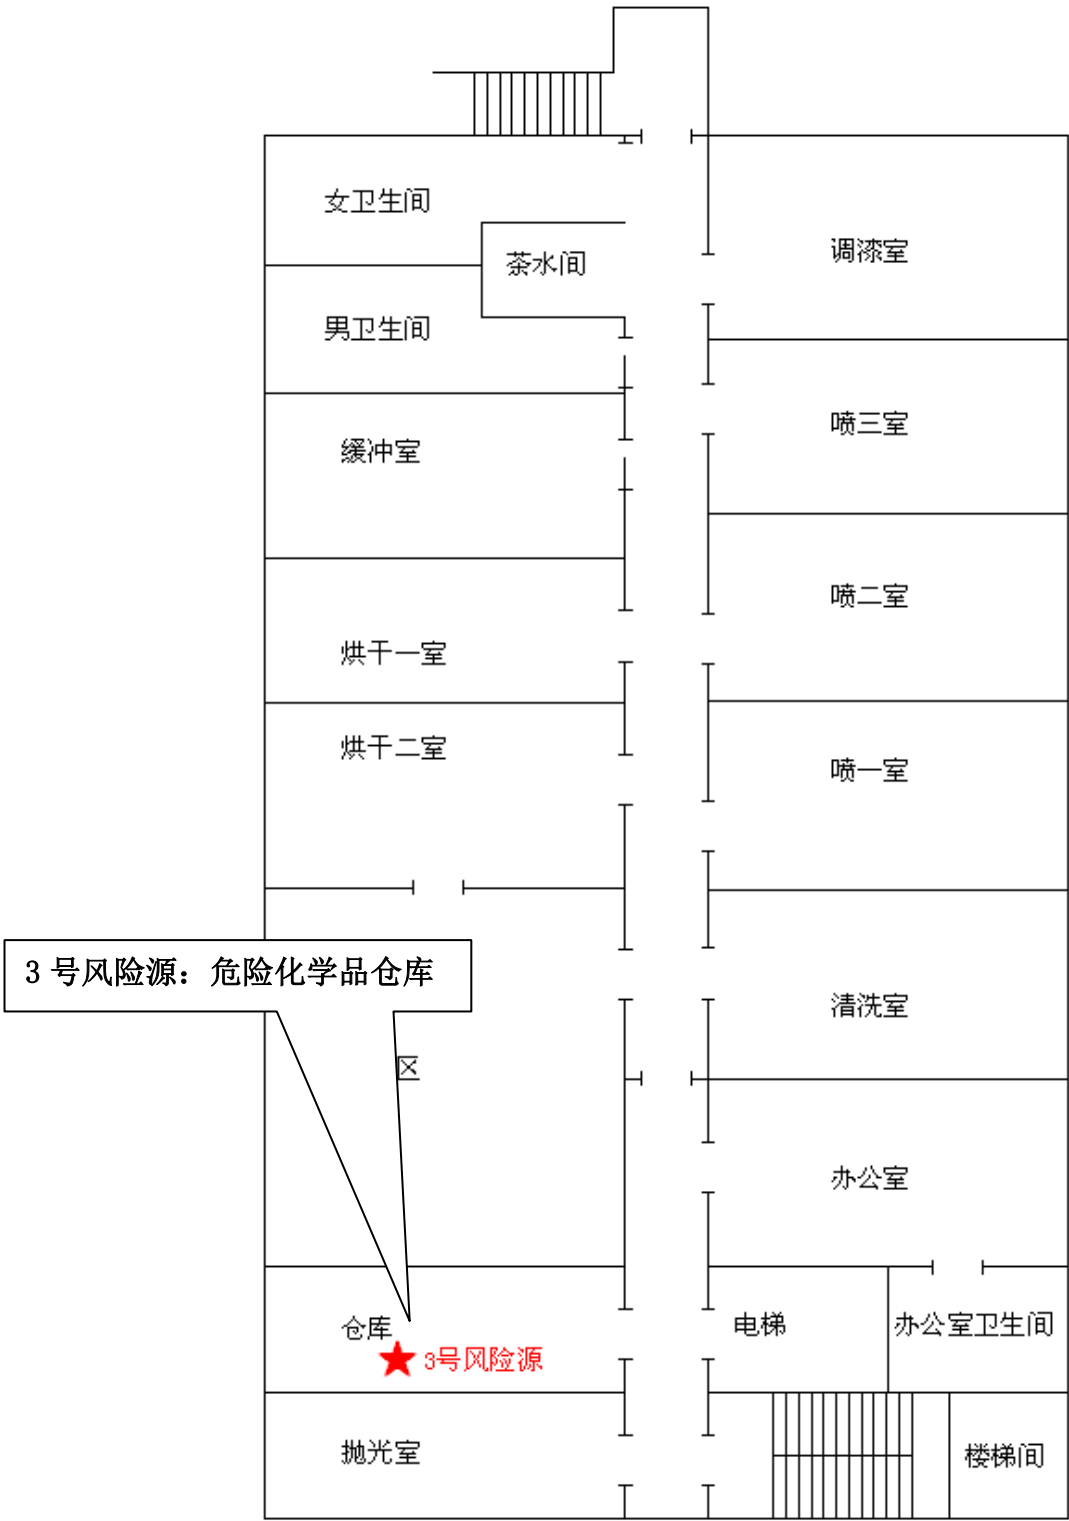 女卫生间
茶水间
调漆室
男卫生间
喷三室
缓冲室
喷二室
烘干一室
烘干二室
喷一室
3号风险源：危险化学品仓库
清洗室
区
办公室
仓库
电梯
办公室卫生间
3号风险源
抛光室
楼梯间